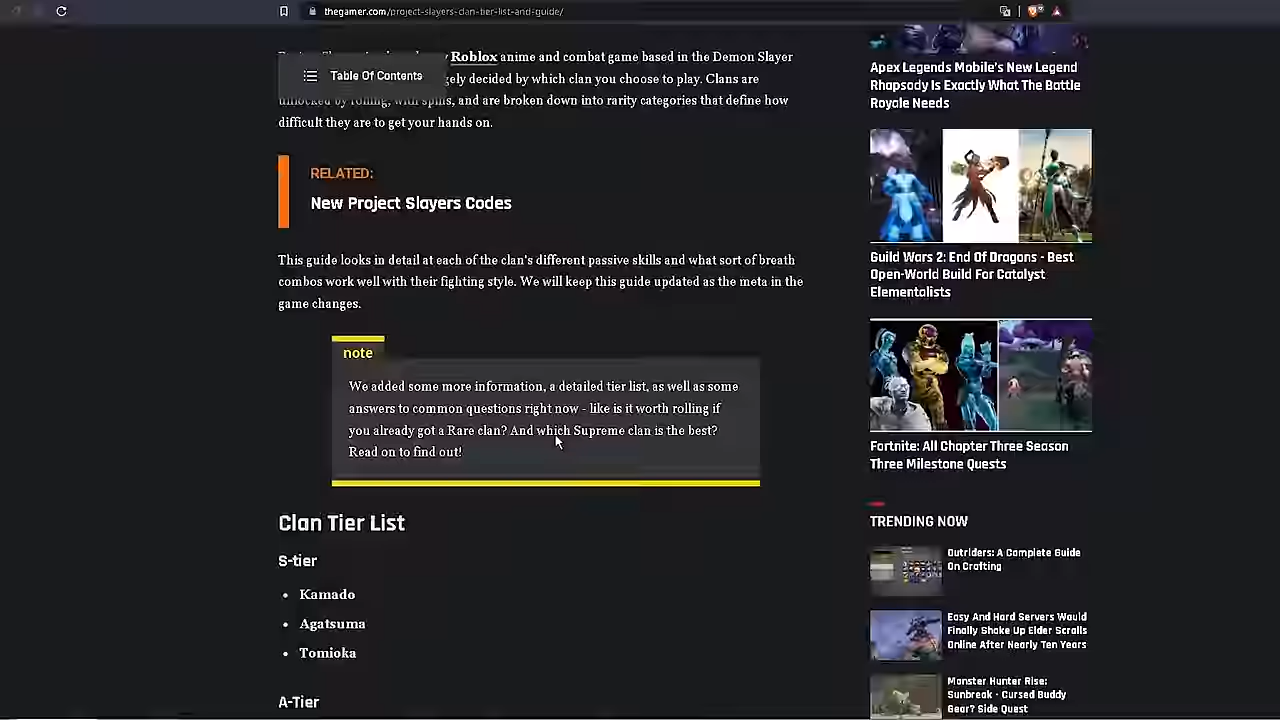 thegamer.com/project-slayers-clan-tier-list-and-guide/
Roblox anime and combat game based in the Demon Slayer
Table Of Contents
by which clan you choose to play. Clans are
unlocked by rolling, with spins, and are broken down into rarity categories that define how
difficult they are to get your hands on.
RELATED:
New Project Slayers Codes
This guide looks in detail at each of the clan's different passive skills and what sort of breath
combos work well with their fighting style. We will keep this guide updated as the meta in the
game changes.
note
We added some more information, a detailed tier list, as well as some
answers to common questions right now - like is it worth rolling if
you already got a Rare clan? And which Supreme clan is the best?
Read on to find out!
Clan Tier List
S-tier
• Kamado
• Agatsuma
• Tomioka
A-Tier
Apex Legends Mobile's New Legend
Rhapsody Is Exactly What The Battle
Royale Needs
Guild Wars 2: End Of Dragons - Best
Open-World Build For Catalyst
Elementalists
Fortnite: All Chapter Three Season
Three Milestone Quests
TRENDING NOW
Outriders: A Complete Guide
On Crafting
Easy And Hard Servers Would
Finally Shake Up Elder Scrolls
Online After Nearly Ten Years
Monster Hunter Rise:
Sunbreak - Cursed Buddy
Gear? Side Quest